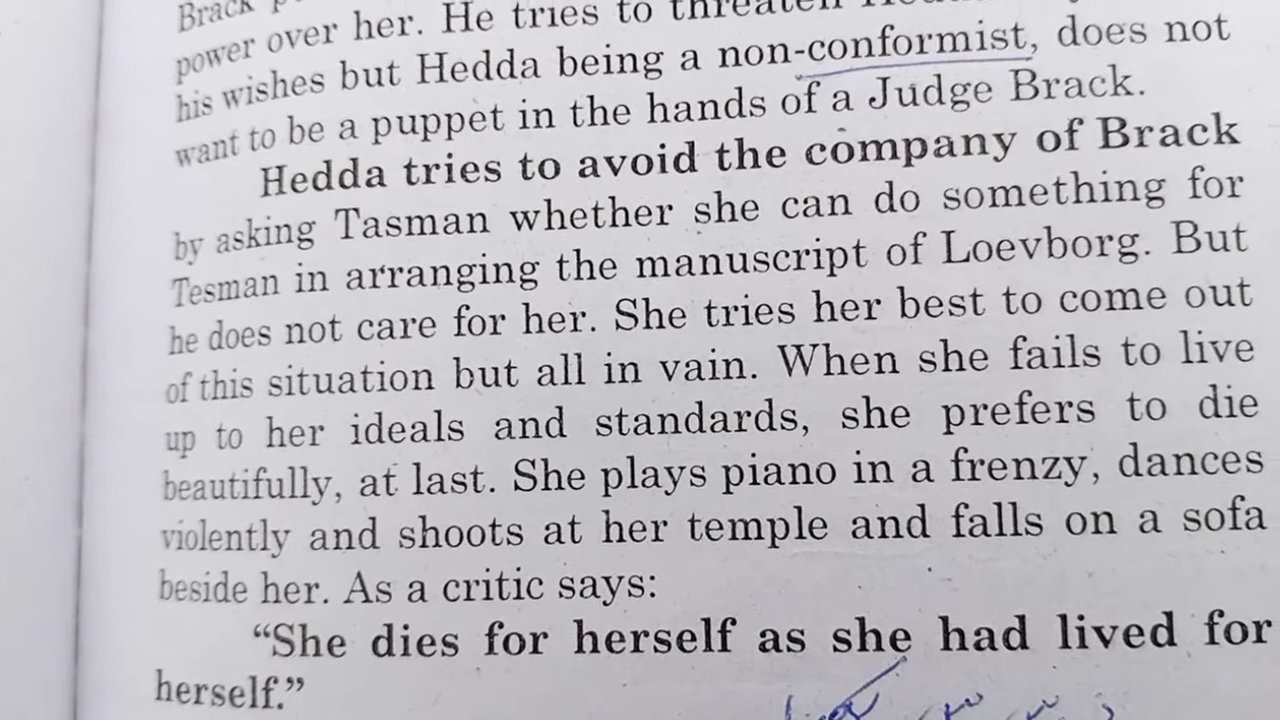 Brack
power over her. He tries to threaten
his wishes but Hedda being a non-conformist, does not
want to be a puppet in the hands of a Judge Brack.
Hedda tries to avoid the company of Brack
by asking Tasman whether she can do something for
Tesman in arranging the manuscript of Loevborg. But
he does not care for her. She tries her best to come out
of this situation but all in vain. When she fails to live
up to her ideals and standards, she prefers to die
beautifully, at last. She plays piano in a frenzy, dances
violently and shoots at her temple and falls on a sofa
beside her. As a critic says:
“She dies for herself as she had lived for
herself.”